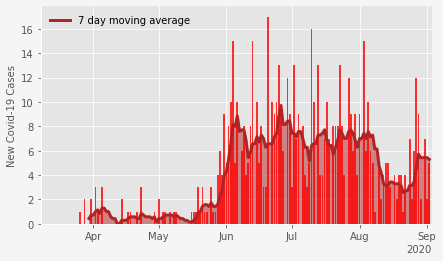 7 day moving average
New Covid-19 Cases
16
14
12
10
8
6
4
2
0
Apr
May
Jun
Jul
Aug
Sep
2020